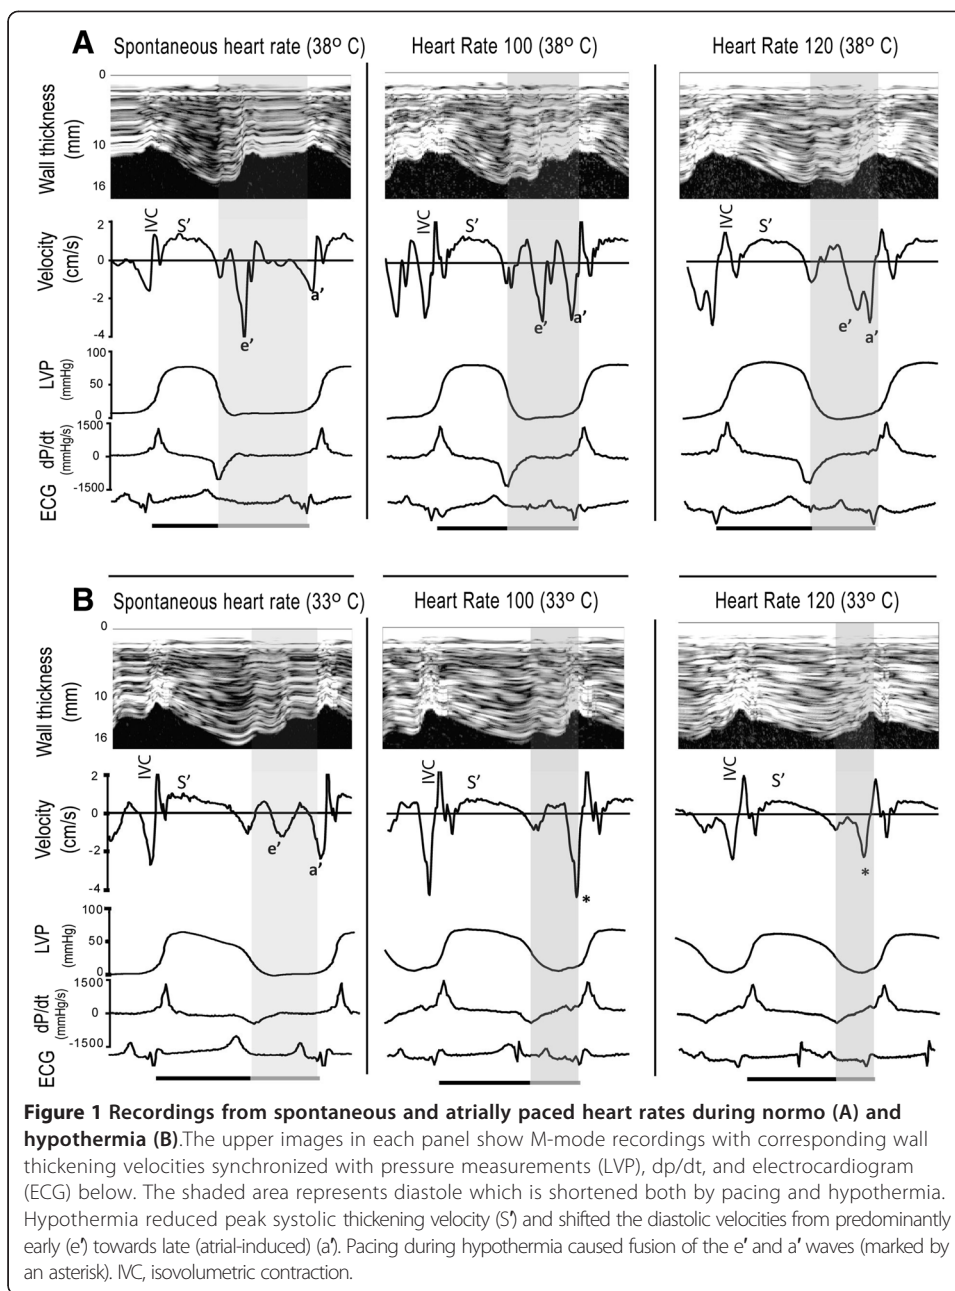 A
Spontaneous heart rate (38º C)
Heart Rate 100 (38º C)
Heart Rate 120 (38º C)
Wall thickness
(mm)
0
10
16
Velocity
(cm/s)
2
0
-2
-4
IVC
S′
e′
a′
IVC
S′
e′
a′
IVC
S′
e′
a′
LVP
(mmHg)
100
50
0
dP/dt
(mmHg/s)
1500
0
-1500
ECG
B
Spontaneous heart rate (33º C)
Heart Rate 100 (33º C)
Heart Rate 120 (33º C)
Wall thickness
(mm)
0
10
16
Velocity
(cm/s)
2
0
-2
-4
IVC
S′
e′
a′
IVC
S′
*
IVC
S′
*
LVP
(mmHg)
100
50
0
dP/dt
(mmHg/s)
1500
0
-1500
ECG
Figure 1 Recordings from spontaneous and atrially paced heart rates during normo (A) and
hypothermia (B).The upper images in each panel show M-mode recordings with corresponding wall
thickening velocities synchronized with pressure measurements (LVP), dp/dt, and electrocardiogram
(ECG) below. The shaded area represents diastole which is shortened both by pacing and hypothermia.
Hypothermia reduced peak systolic thickening velocity (S′) and shifted the diastolic velocities from predominantly
early (e′) towards late (atrial-induced) (a′). Pacing during hypothermia caused fusion of the e′ and a′ waves (marked by
an asterisk). IVC, isovolumetric contraction.